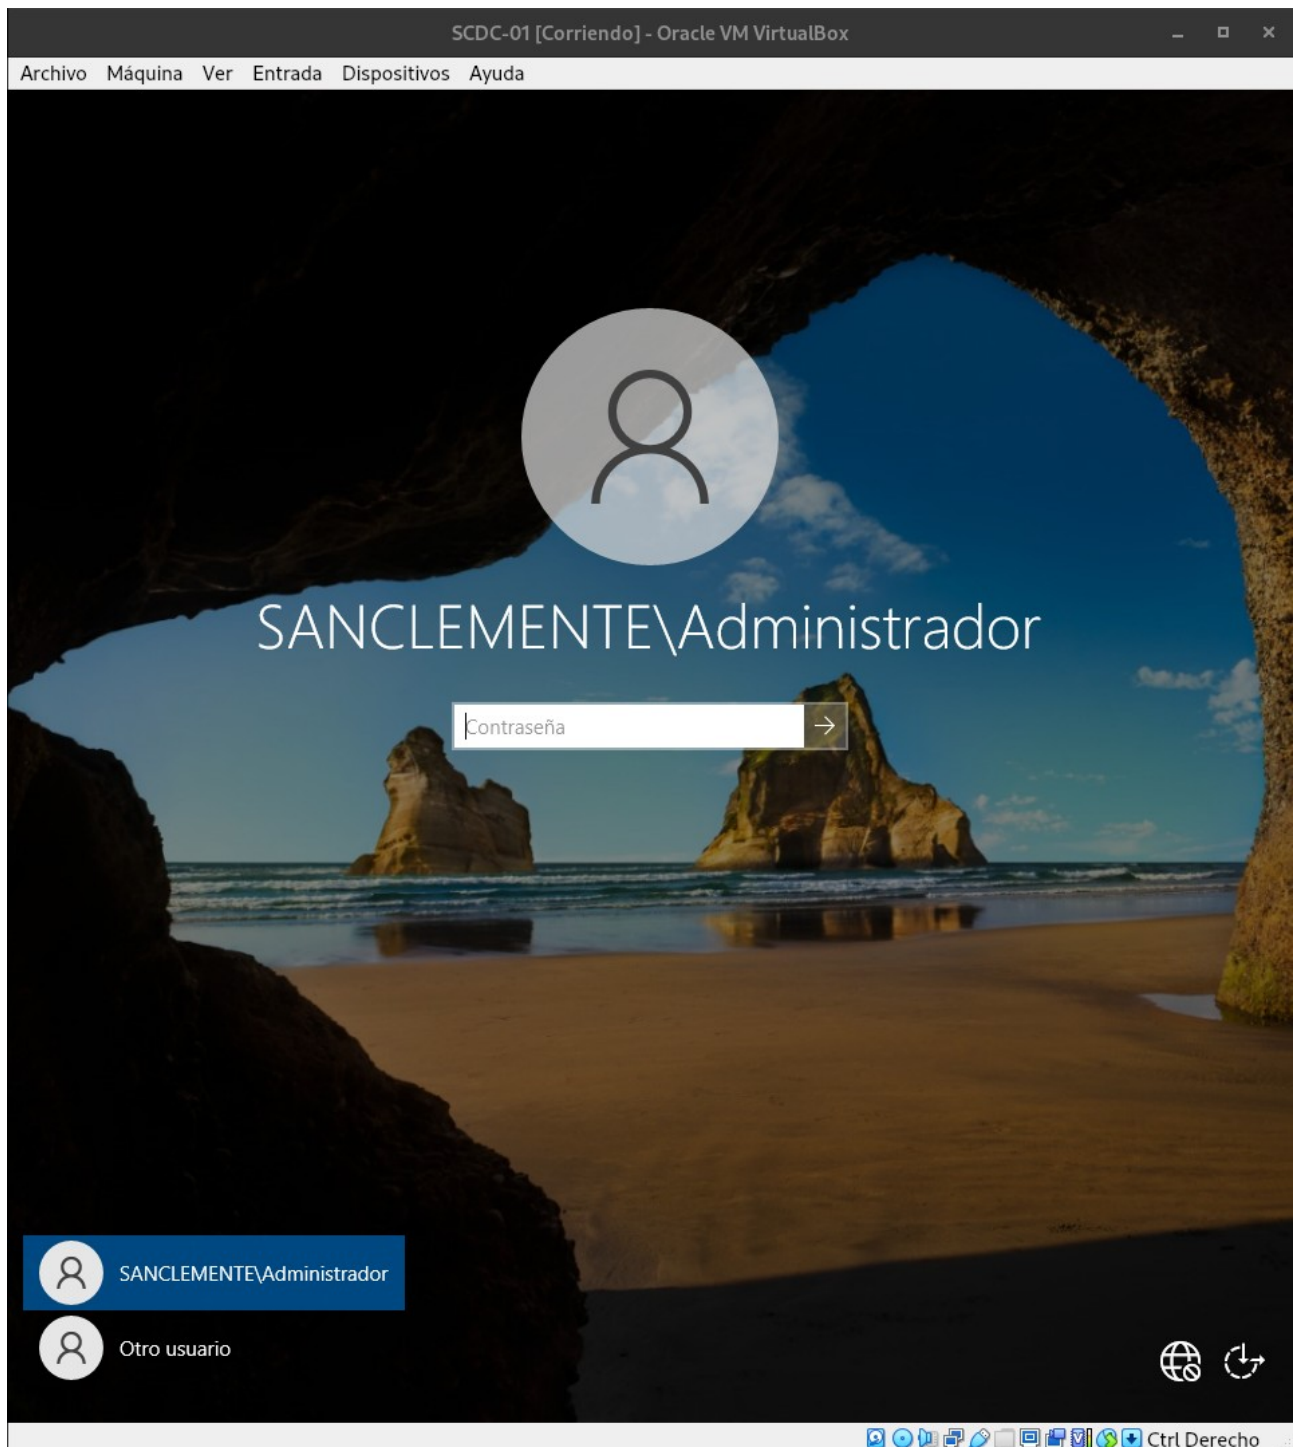 SCDC-01 [Corriendo] - Oracle VM VirtualBox
Archivo Máquina Ver Entrada Dispositivos Ayuda
SANCLEMENTE\Administrador
Contraseña
SANCLEMENTE\Administrador
Otro usuario
Ctrl Derecho